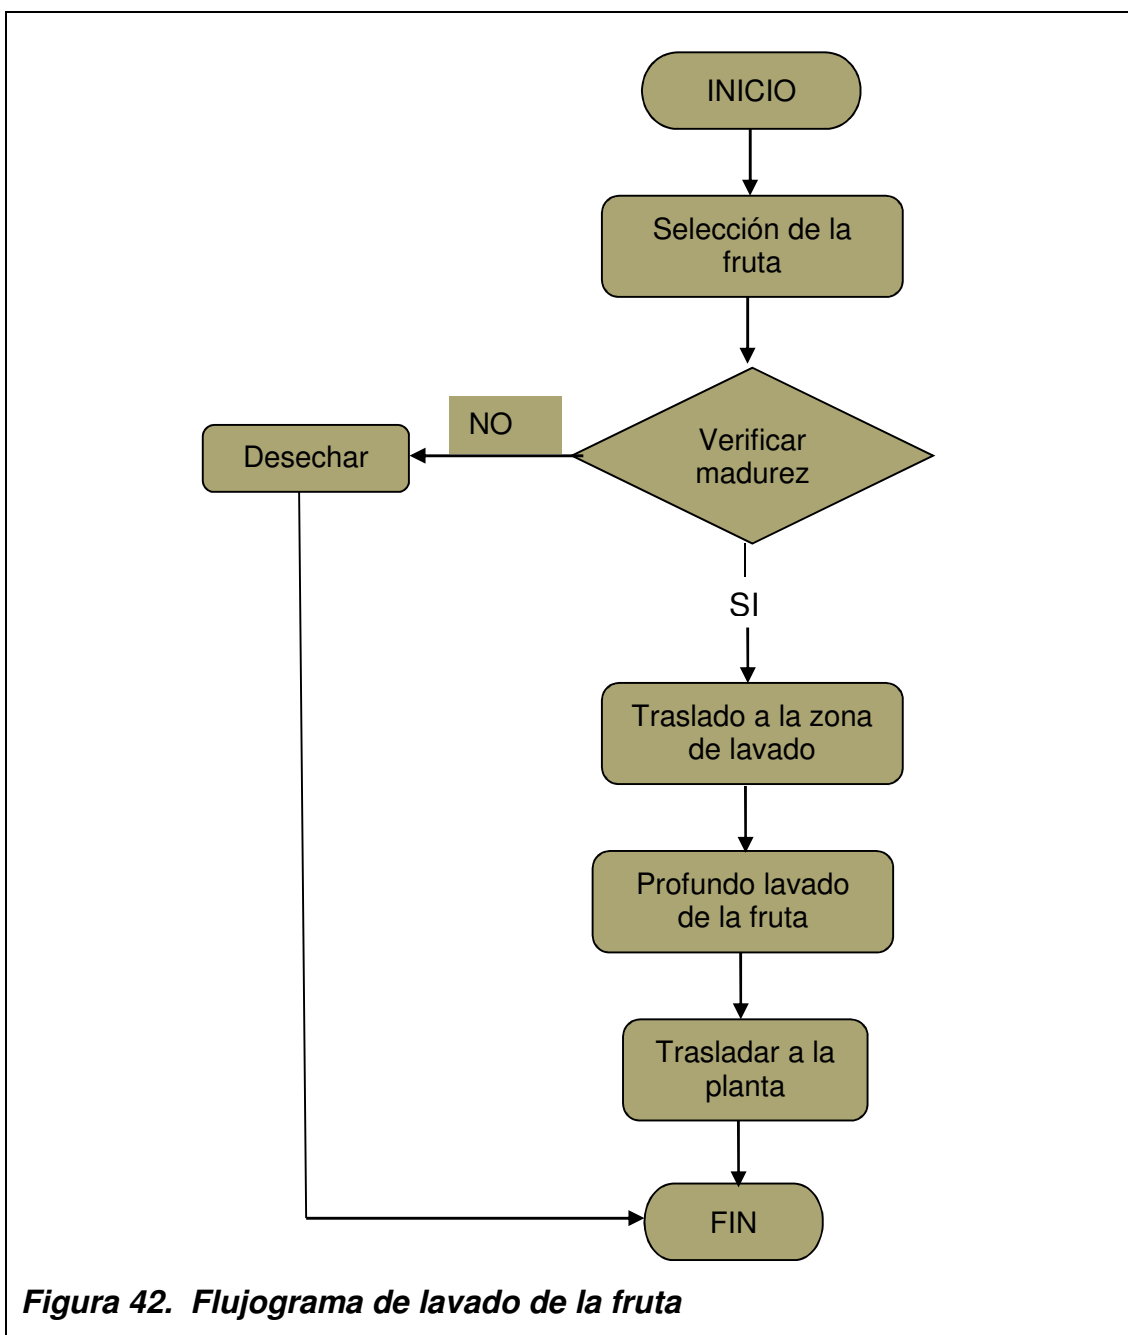 INICIO
Selección de la
fruta
Verificar
madurez
NO
Desechar
SI
Traslado a la zona
de lavado
Profundo lavado
de la fruta
Trasladar a la
planta
FIN
Figura 42.  Flujograma de lavado de la fruta